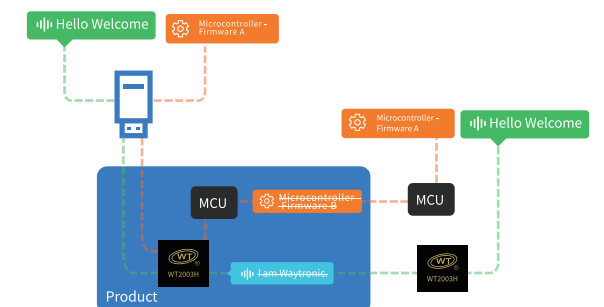 Hello Welcome
Microcontroller -
Firmware A
Microcontroller -
Firmware A
Hello Welcome
MCU
Microcontroller
Firmware B
MCU
WT
®
WT2003H
I am Waytronic.
WT
®
WT2003H
Product